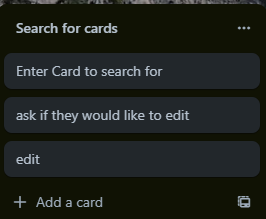 Search for cards
Enter Card to search for
ask if they would like to edit
edit
Add a card